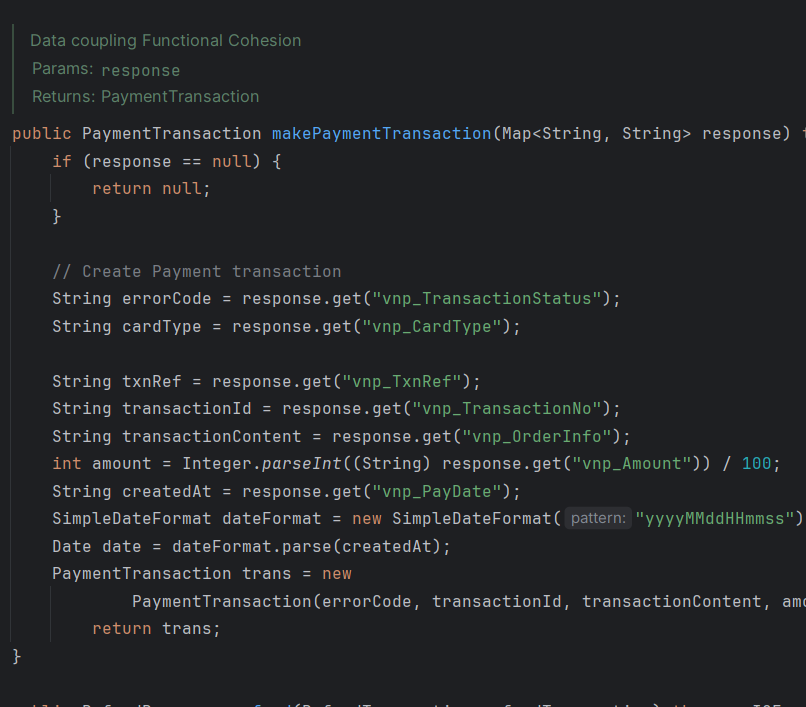 Data coupling Functional Cohesion
Params: response
Returns: PaymentTransaction
public PaymentTransaction makePaymentTransaction(Map<String, String> response)
if (response == null) {
return null;
}
// Create Payment transaction
String errorCode = response.get("vnp_TransactionStatus");
String cardType = response.get("vnp_CardType");
String txnRef = response.get("vnp_TxnRef");
String transactionId = response.get("vnp_TransactionNo");
String transactionContent = response.get("vnp_OrderInfo");
int amount = Integer.parseInt((String) response.get("vnp_Amount")) / 100;
String createdAt = response.get("vnp_PayDate");
SimpleDateFormat dateFormat = new SimpleDateFormat( pattern: "yyyyMMddHHmmss")
Date date = dateFormat.parse(createdAt);
PaymentTransaction trans = new
PaymentTransaction(errorCode, transactionId, transactionContent, amo
return trans;
}